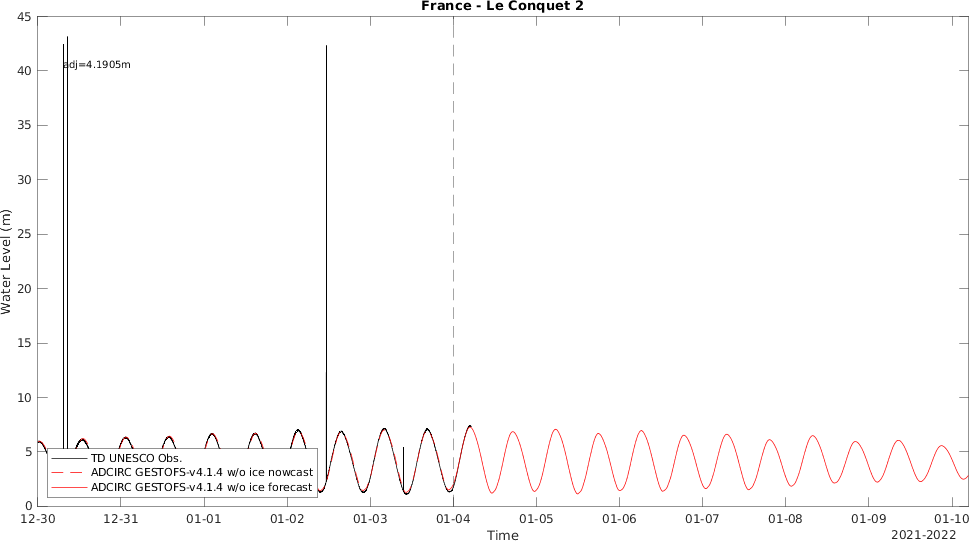 France - Le Conquet 2
45
40
35
30
25
20
15
10
5
0
adj=4.1905m
Water Level (m)
TD UNESCO Obs.
ADCIRC GESTOFS-v4.1.4 w/o ice nowcast
ADCIRC GESTOFS-v4.1.4 w/o ice forecast
12-30 12-31 01-01 01-02 01-03 01-04 01-05 01-06 01-07 01-08 01-09 01-10
Time
2021-2022